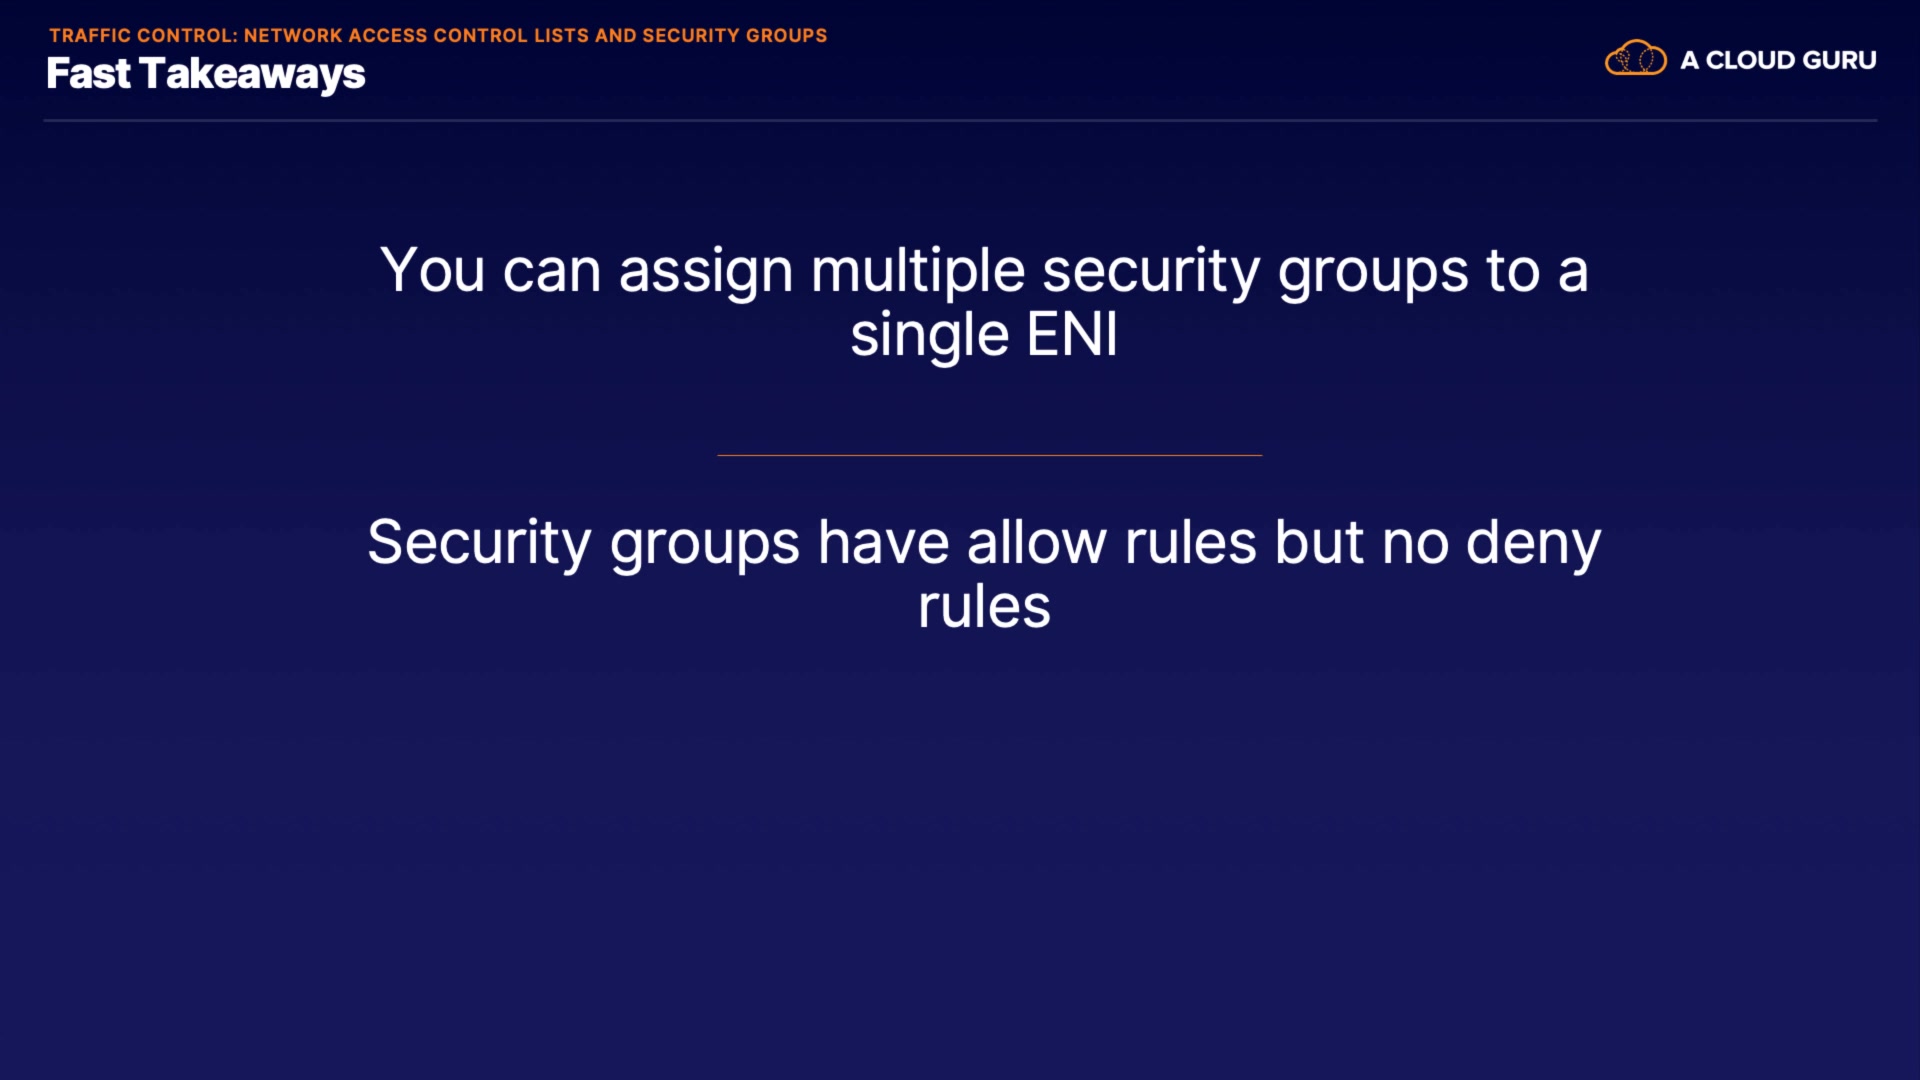 TRAFFIC CONTROL: NETWORK ACCESS CONTROL LISTS AND SECURITY GROUPS
Fast Takeaways
A CLOUD GURU
You can assign multiple security groups to a
single ENI
Security groups have allow rules but no deny
rules